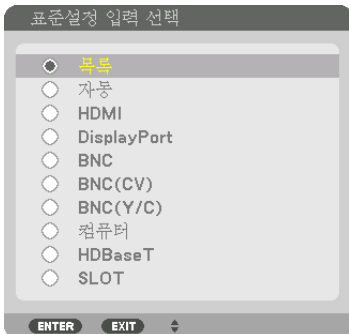 표준설정 입력 선택
목록
자동
HDMI
DisplayPort
BNC
BNC(CV)
BNC(Y/C)
컴퓨터
HDBaseT
SLOT
ENTER EXIT